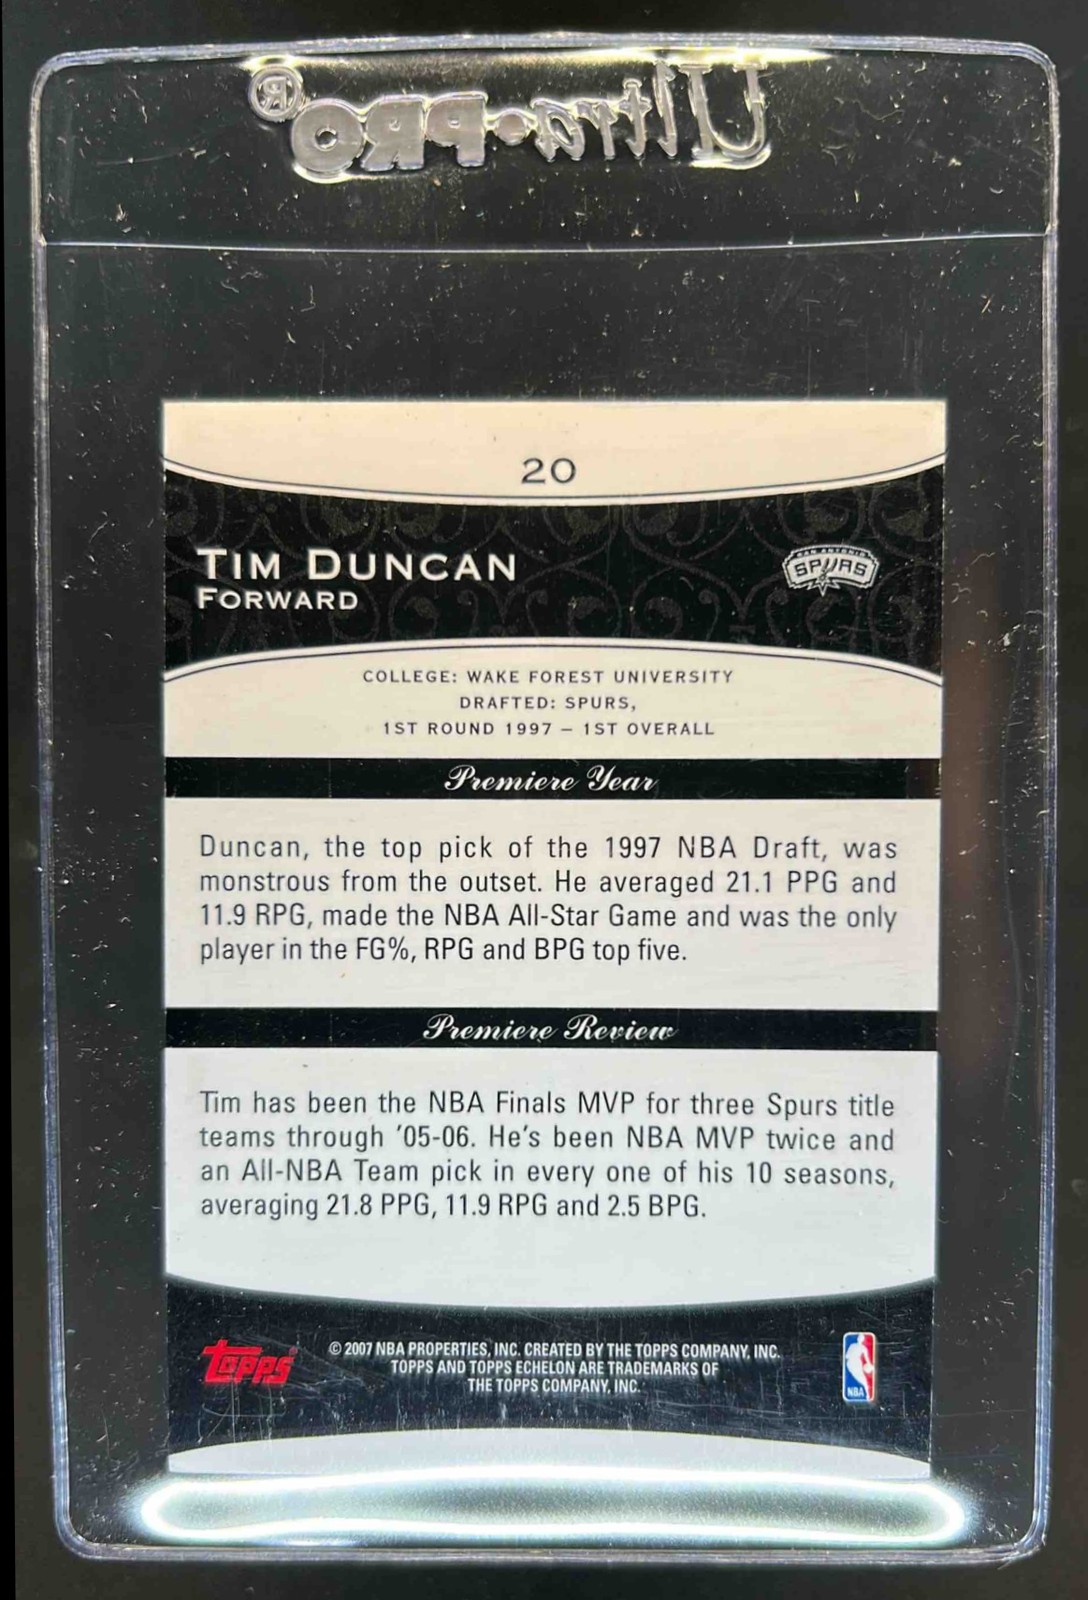 Ultra•PRO®
20
TIM DUNCAN
FORWARD
SAN ANTONIO
SPURS
COLLEGE: WAKE FOREST UNIVERSITY
DRAFTED: SPURS,
1ST ROUND 1997 – 1ST OVERALL
Premiere Year
Duncan, the top pick of the 1997 NBA Draft, was
monstrous from the outset. He averaged 21.1 PPG and
11.9 RPG, made the NBA All-Star Game and was the only
player in the FG%, RPG and BPG top five.
Premiere Review
Tim has been the NBA Finals MVP for three Spurs title
teams through '05-06. He's been NBA MVP twice and
an All-NBA Team pick in every one of his 10 seasons,
averaging 21.8 PPG, 11.9 RPG and 2.5 BPG.
topps®
© 2007 NBA PROPERTIES, INC. CREATED BY THE TOPPS COMPANY, INC.
TOPPS AND TOPPS ECHELON ARE TRADEMARKS OF
THE TOPPS COMPANY, INC.
NBA